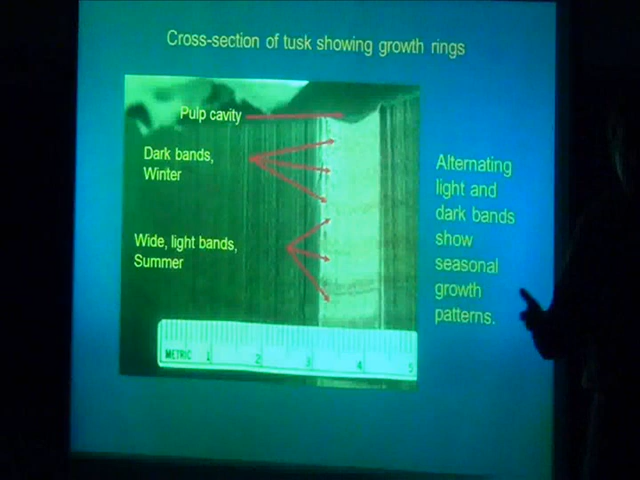 Cross-section of tusk showing growth rings
Pulp cavity
Dark bands,
Winter
Wide, light bands,
Summer
Alternating
light and
dark bands
show
seasonal
growth
patterns.
METRIC 1 2 3 4 5